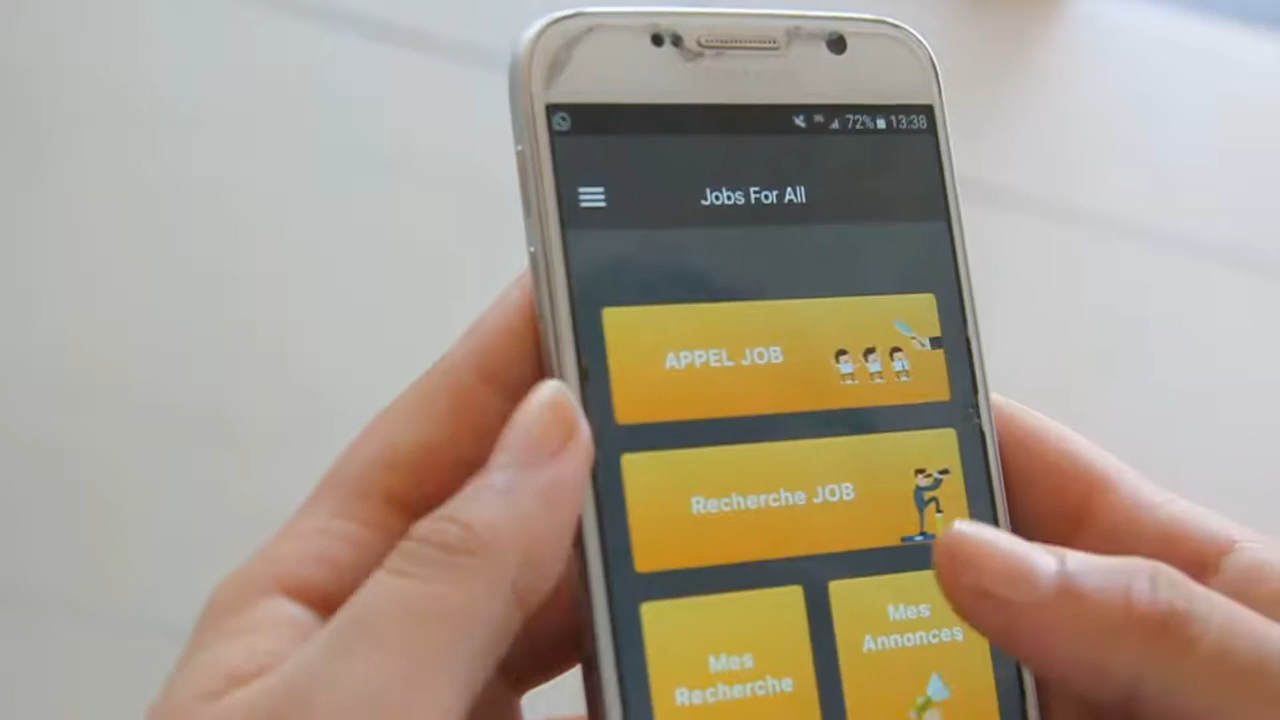 72% 13:38
Jobs For All
APPEL JOB
Recherche JOB
Mes
Annonces
Mes
Recherche